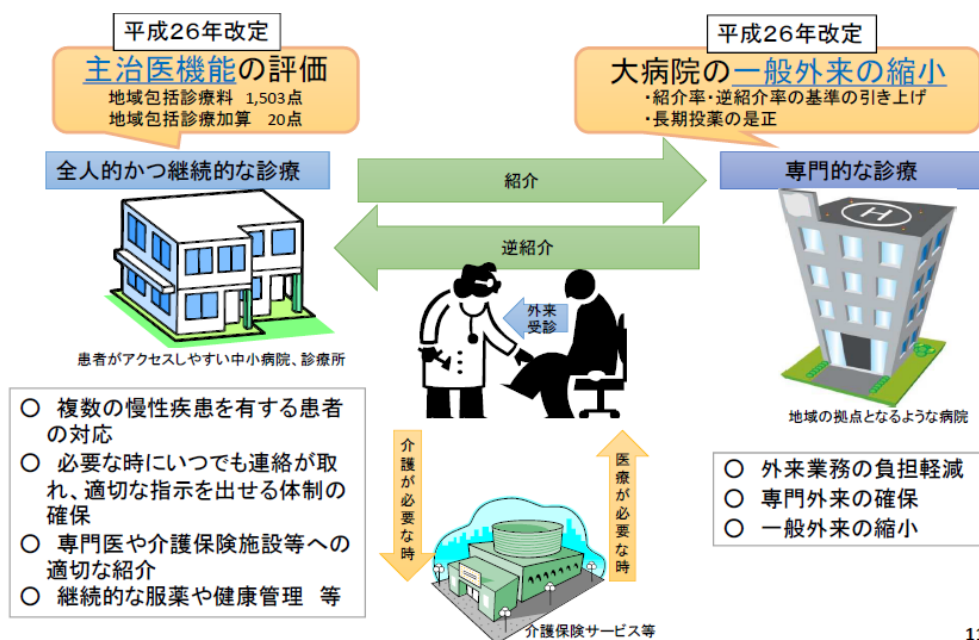 平成26年改定
主治医機能の評価
地域包括診療料 1,503点
地域包括診療加算 20点
全人的かつ継続的な診療
患者がアクセスしやすい中小病院、診療所
○ 複数の慢性疾患を有する患者
の対応
○ 必要な時にいつでも連絡が取
れ、適切な指示を出せる体制の
確保
○ 専門医や介護保険施設等への
適切な紹介
○ 継続的な服薬や健康管理 等
紹介
逆紹介
外来
受診
介護が必要な時
医療が必要な時
介護保険サービス等
平成26年改定
大病院の一般外来の縮小
・紹介率・逆紹介率の基準の引き上げ
・長期投薬の是正
専門的な診療
H
地域の拠点となるような病院
○ 外来業務の負担軽減
○ 専門外来の確保
○ 一般外来の縮小